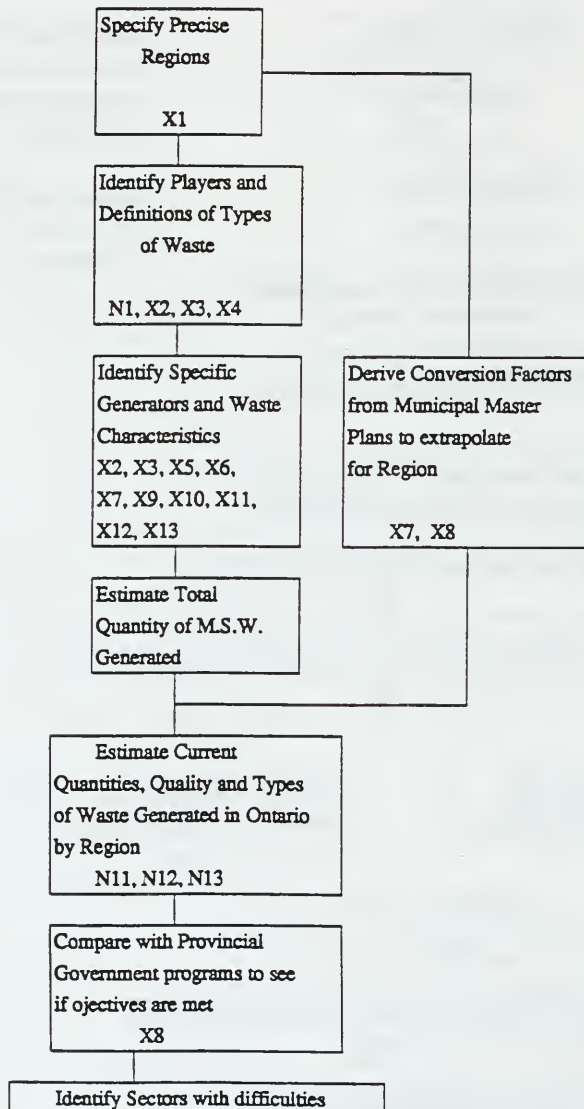 Specify Precise
Regions
X1
Identify Players and
Definitions of Types
of Waste
N1, X2, X3, X4
Identify Specific
Generators and Waste
Characteristics
X2, X3, X5, X6,
X7, X9, X10, X11,
X12, X13
Derive Conversion Factors
from Municipal Master
Plans to extrapolate
for Region
X7, X8
Estimate Total
Quantity of M.S.W.
Generated
Estimate Current
Quantities, Quality and Types
of Waste Generated in Ontario
by Region
N11, N12, N13
Compare with Provincial
Government programs to see
if ojectives are met
X8
Identify Sectors with difficulties